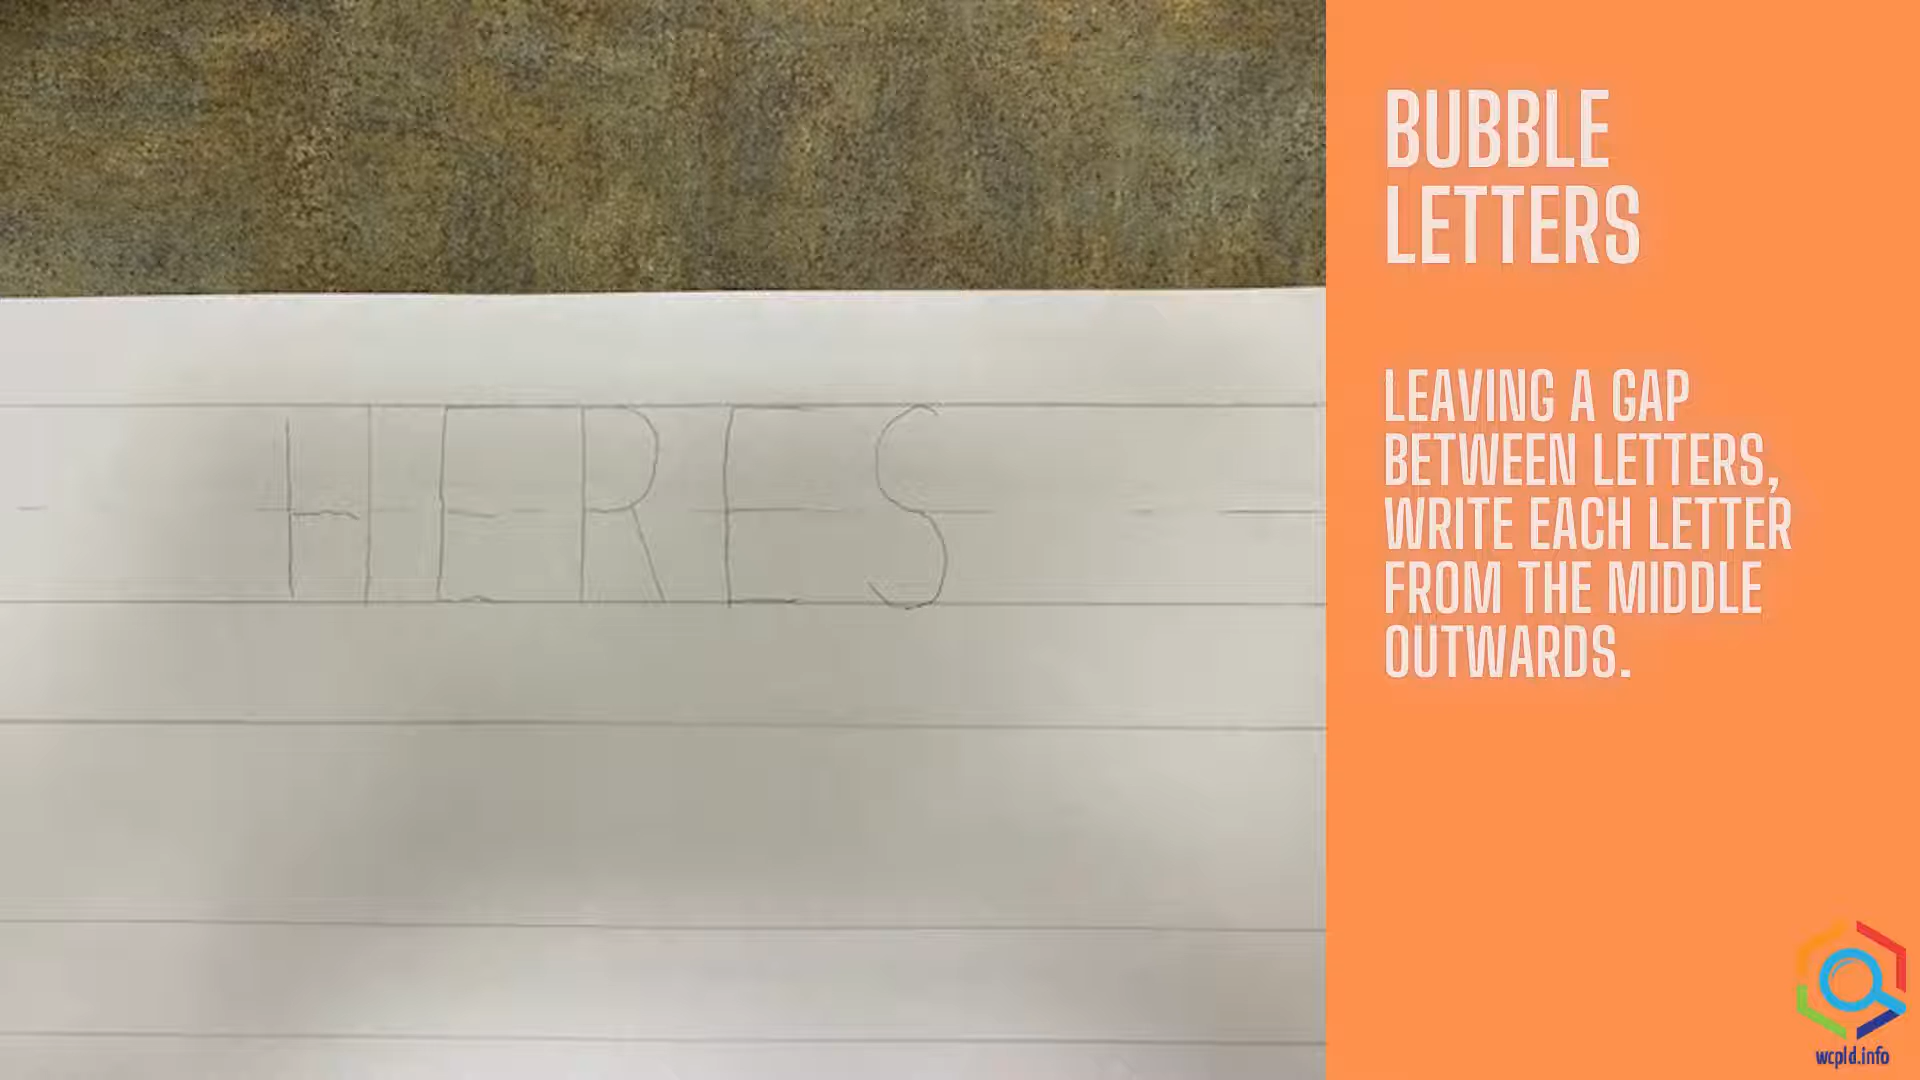 HERES
BUBBLE
LETTERS
LEAVING A GAP
BETWEEN LETTERS,
WRITE EACH LETTER
FROM THE MIDDLE
OUTWARDS.
wcpld.info